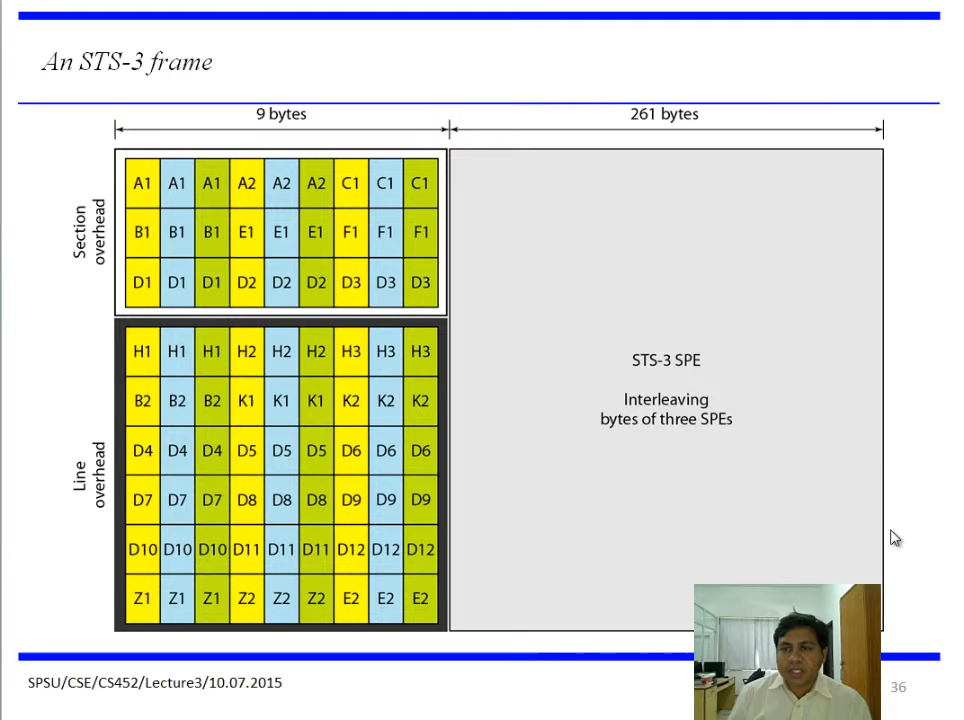 An STS-3 frame
9 bytes
261 bytes
Section
overhead
A1 A1 A1 A2 A2 A2 C1 C1 C1
B1 B1 B1 E1 E1 E1 F1 F1 F1
D1 D1 D1 D2 D2 D2 D3 D3 D3
Line
overhead
H1 H1 H1 H2 H2 H2 H3 H3 H3
B2 B2 B2 K1 K1 K1 K2 K2 K2
D4 D4 D4 D5 D5 D5 D6 D6 D6
D7 D7 D7 D8 D8 D8 D9 D9 D9
D10 D10 D10 D11 D11 D11 D12 D12 D12
Z1 Z1 Z1 Z2 Z2 Z2 E2 E2 E2
STS-3 SPE
Interleaving
bytes of three SPEs
SPSU/CSE/CS452/Lecture3/10.07.2015
36